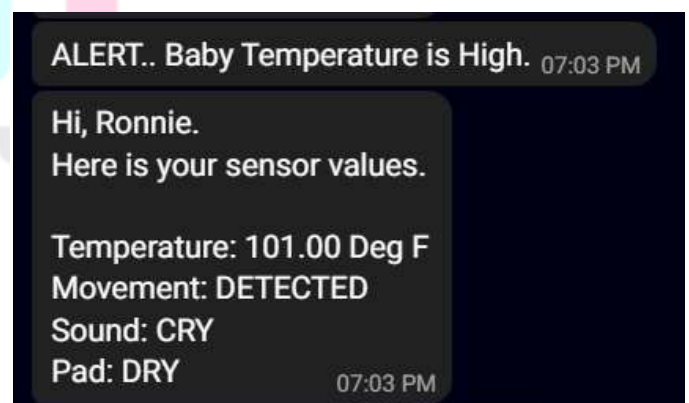 ALERT.. Baby Temperature is High. 07:03 PM
Hi, Ronnie.
Here is your sensor values.
Temperature: 101.00 Deg F
Movement: DETECTED
Sound: CRY
Pad: DRY 07:03 PM